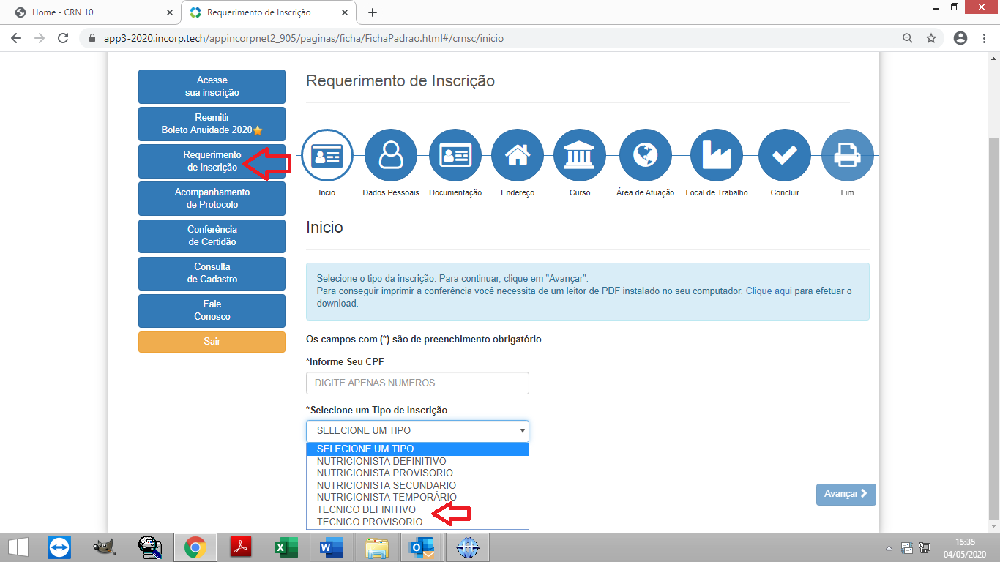 Home - CRN 10
Requerimento de Inscrição
app3-2020.incorp.tech/appincorpnet2_905/paginas/ficha/FichaPadrao.html#/crnsc/inicio
Acesse
sua inscrição
Reemitir
Boleto Anuidade 2020
Requerimento
de Inscrição
Acompanhamento
de Protocolo
Conferência
de Certidão
Consulta
de Cadastro
Fale
Conosco
Sair
Requerimento de Inscrição
Incio
Dados Pessoais
Documentação
Endereço
Curso
Área de Atuação
Local de Trabalho
Concluir
Fim
Inicio
Selecione o tipo da inscrição. Para continuar, clique em "Avançar".
Para conseguir imprimir a conferência você necessita de um leitor de PDF instalado no seu computador. Clique aqui para efetuar o
download.
Os campos com (*) são de preenchimento obrigatório
*Informe Seu CPF
DIGITE APENAS NUMEROS
*Selecione um Tipo de Inscrição
SELECIONE UM TIPO
SELECIONE UM TIPO
NUTRICIONISTA DEFINITIVO
NUTRICIONISTA PROVISORIO
NUTRICIONISTA SECUNDARIO
NUTRICIONISTA TEMPORÁRIO
TECNICO DEFINITIVO
TECNICO PROVISORIO
Avançar
15:35
04/05/2020